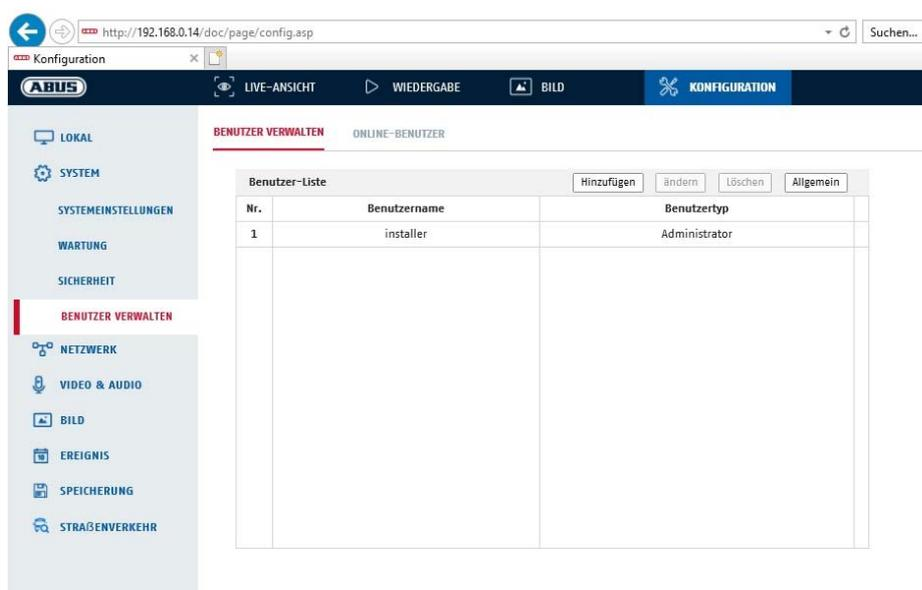 http://192.168.0.14/doc/page/config.asp
Suchen...
Konfiguration
ABUS
LIVE-ANSICHT
WIEDERGABE
BILD
KONFIGURATION
LOKAL
SYSTEM
SYSTEMEINSTELLUNGEN
WARTUNG
SICHERHEIT
BENUTZER VERWALTEN
NETZWERK
VIDEO & AUDIO
BILD
EREIGNIS
SPEICHERUNG
STRAßENVERKEHR
BENUTZER VERWALTEN
ONLINE-BENUTZER
Benutzer-Liste
Hinzufügen
ändern
Löschen
Allgemein
Nr. Benutzername Benutzertyp
1 installer Administrator